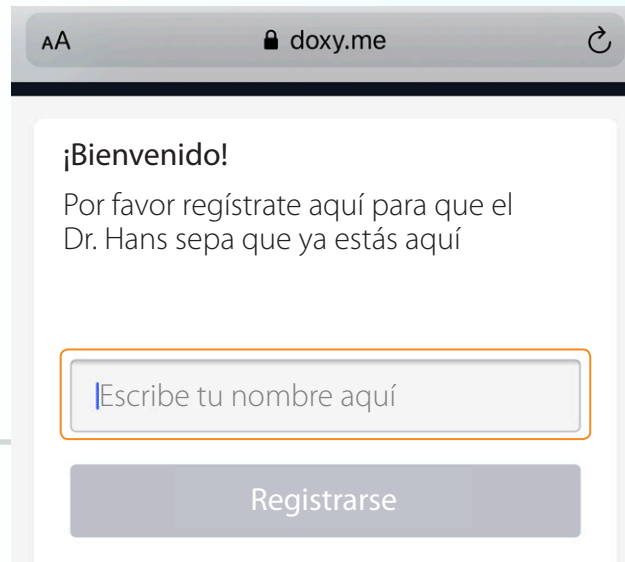 AA doxy.me
¡Bienvenido!
Por favor regístrate aquí para que el
Dr. Hans sepa que ya estás aquí
Escribe tu nombre aquí
Registrarse